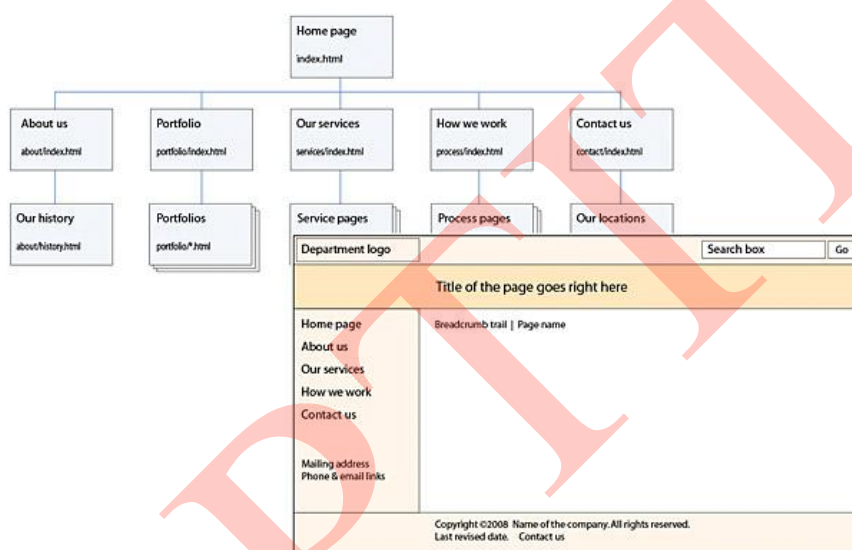 Home page
index.html
About us
about/index.html
Portfolio
portfolio/index.html
Our services
services/index.html
How we work
process/index.html
Contact us
contact/index.html
Our history
about/history.html
Portfolios
portfolio/*.html
Service pages
Process pages
Our locations
Department logo
Search box
Go
Title of the page goes right here
Home page
About us
Our services
How we work
Contact us
Mailing address
Phone & email links
Breadcrumb trail | Page name
Copyright ©2008 Name of the company. All rights reserved.
Last revised date. Contact us
PTIT